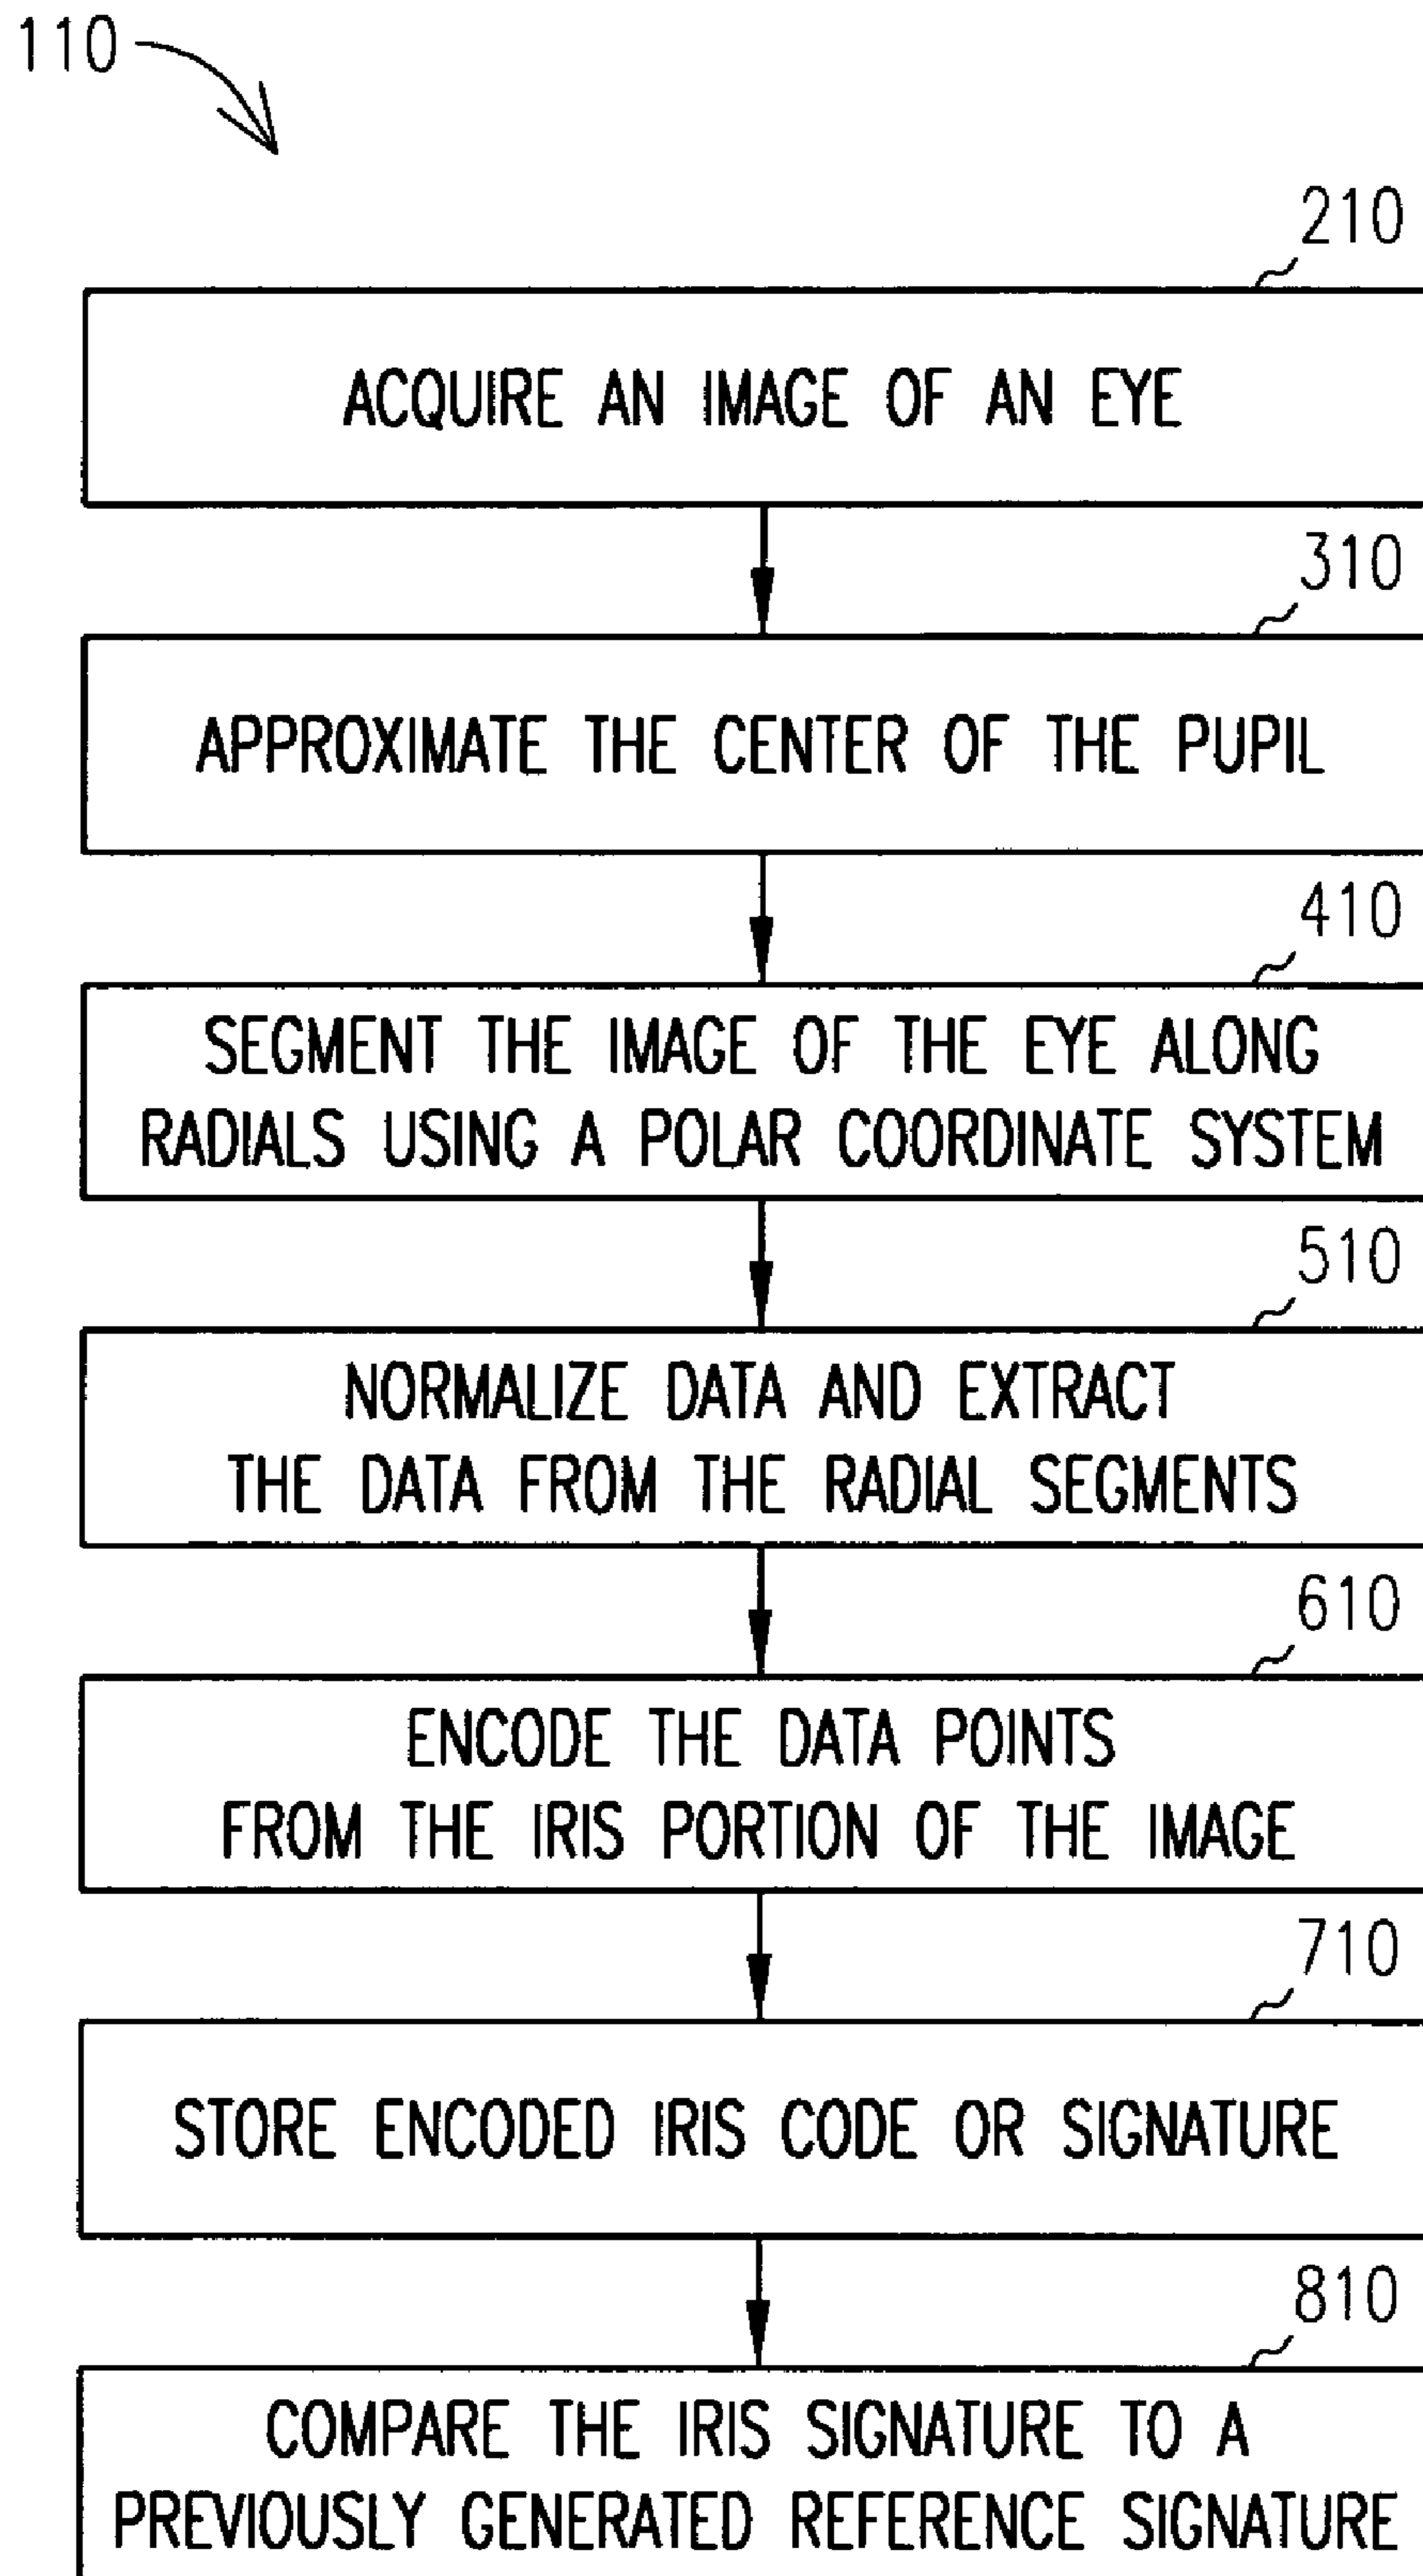 110
210
ACQUIRE AN IMAGE OF AN EYE
310
APPROXIMATE THE CENTER OF THE PUPIL
410
SEGMENT THE IMAGE OF THE EYE ALONG
RADIALS USING A POLAR COORDINATE SYSTEM
510
NORMALIZE DATA AND EXTRACT
THE DATA FROM THE RADIAL SEGMENTS
610
ENCODE THE DATA POINTS
FROM THE IRIS PORTION OF THE IMAGE
710
STORE ENCODED IRIS CODE OR SIGNATURE
810
COMPARE THE IRIS SIGNATURE TO A
PREVIOUSLY GENERATED REFERENCE SIGNATURE